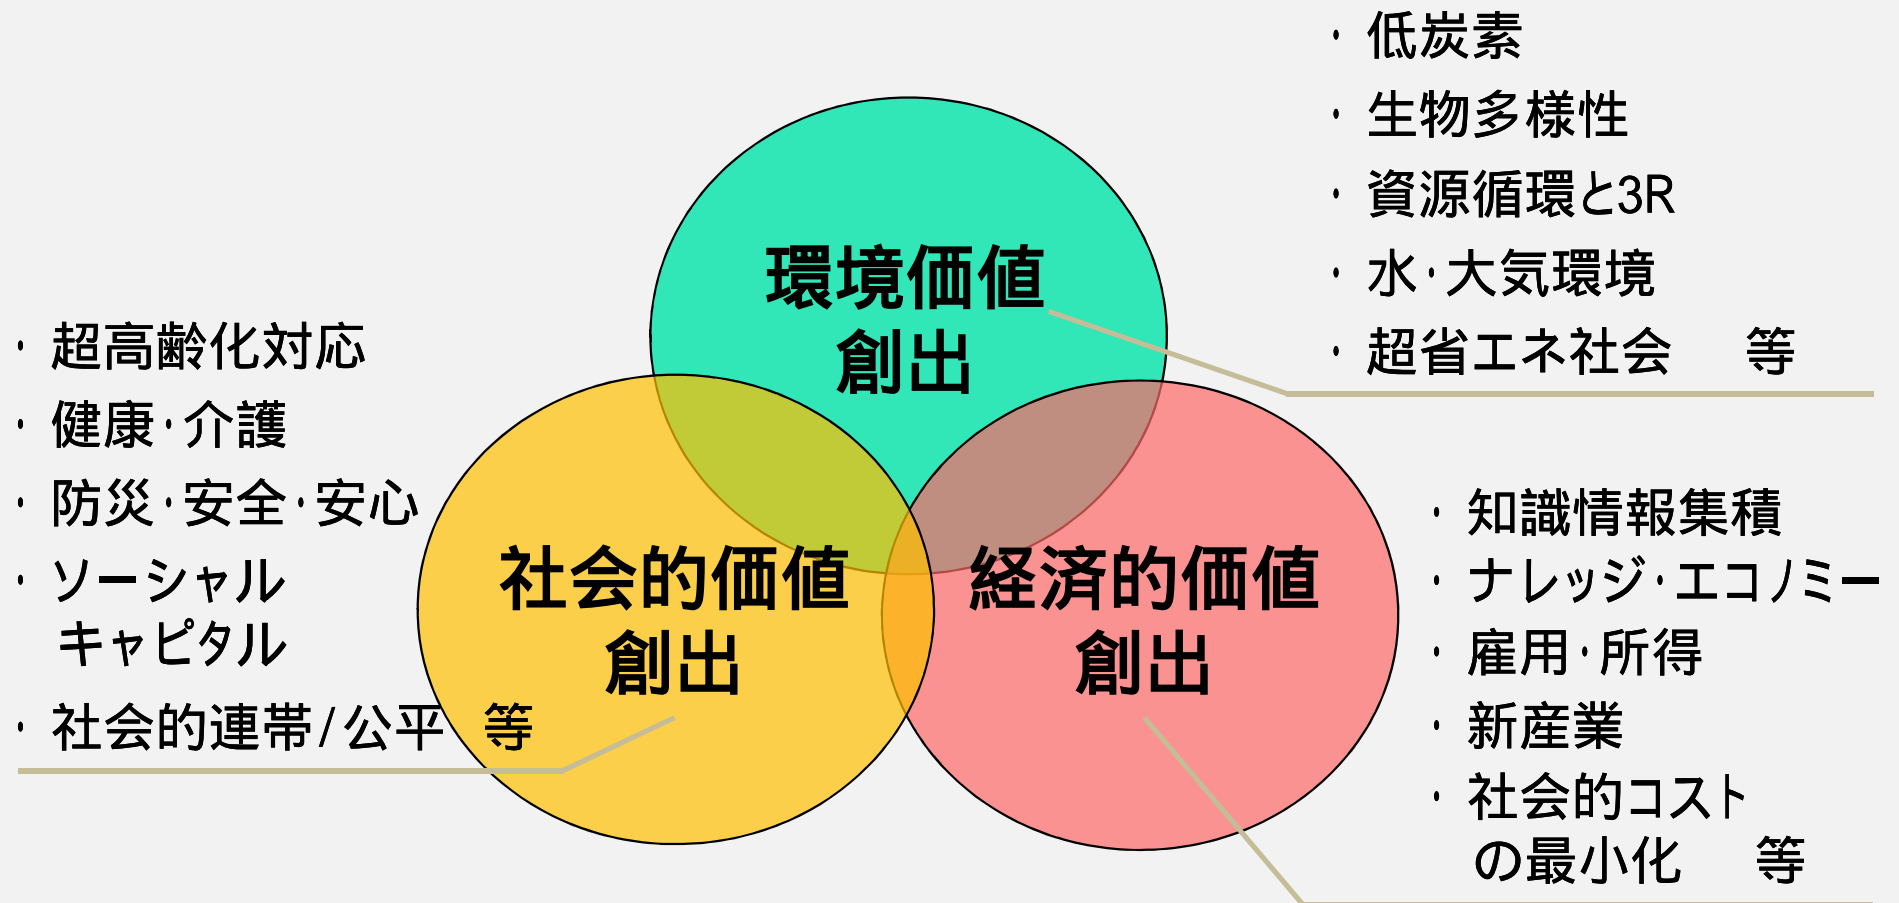 ・ 低炭素
・ 生物多様性
・ 資源循環と3R
・ 水・大気環境
・ 超省エネ社会 等
環境価値
創出
・ 超高齢化対応
・ 健康・介護
・ 防災・安全・安心
・ ソーシャル
キャピタル
・ 社会的連帯/公平 等
社会的価値
創出
経済的価値
創出
・ 知識情報集積
・ ナレッジ・エコノミー
・ 雇用・所得
・ 新産業
・ 社会的コスト
の最小化 等